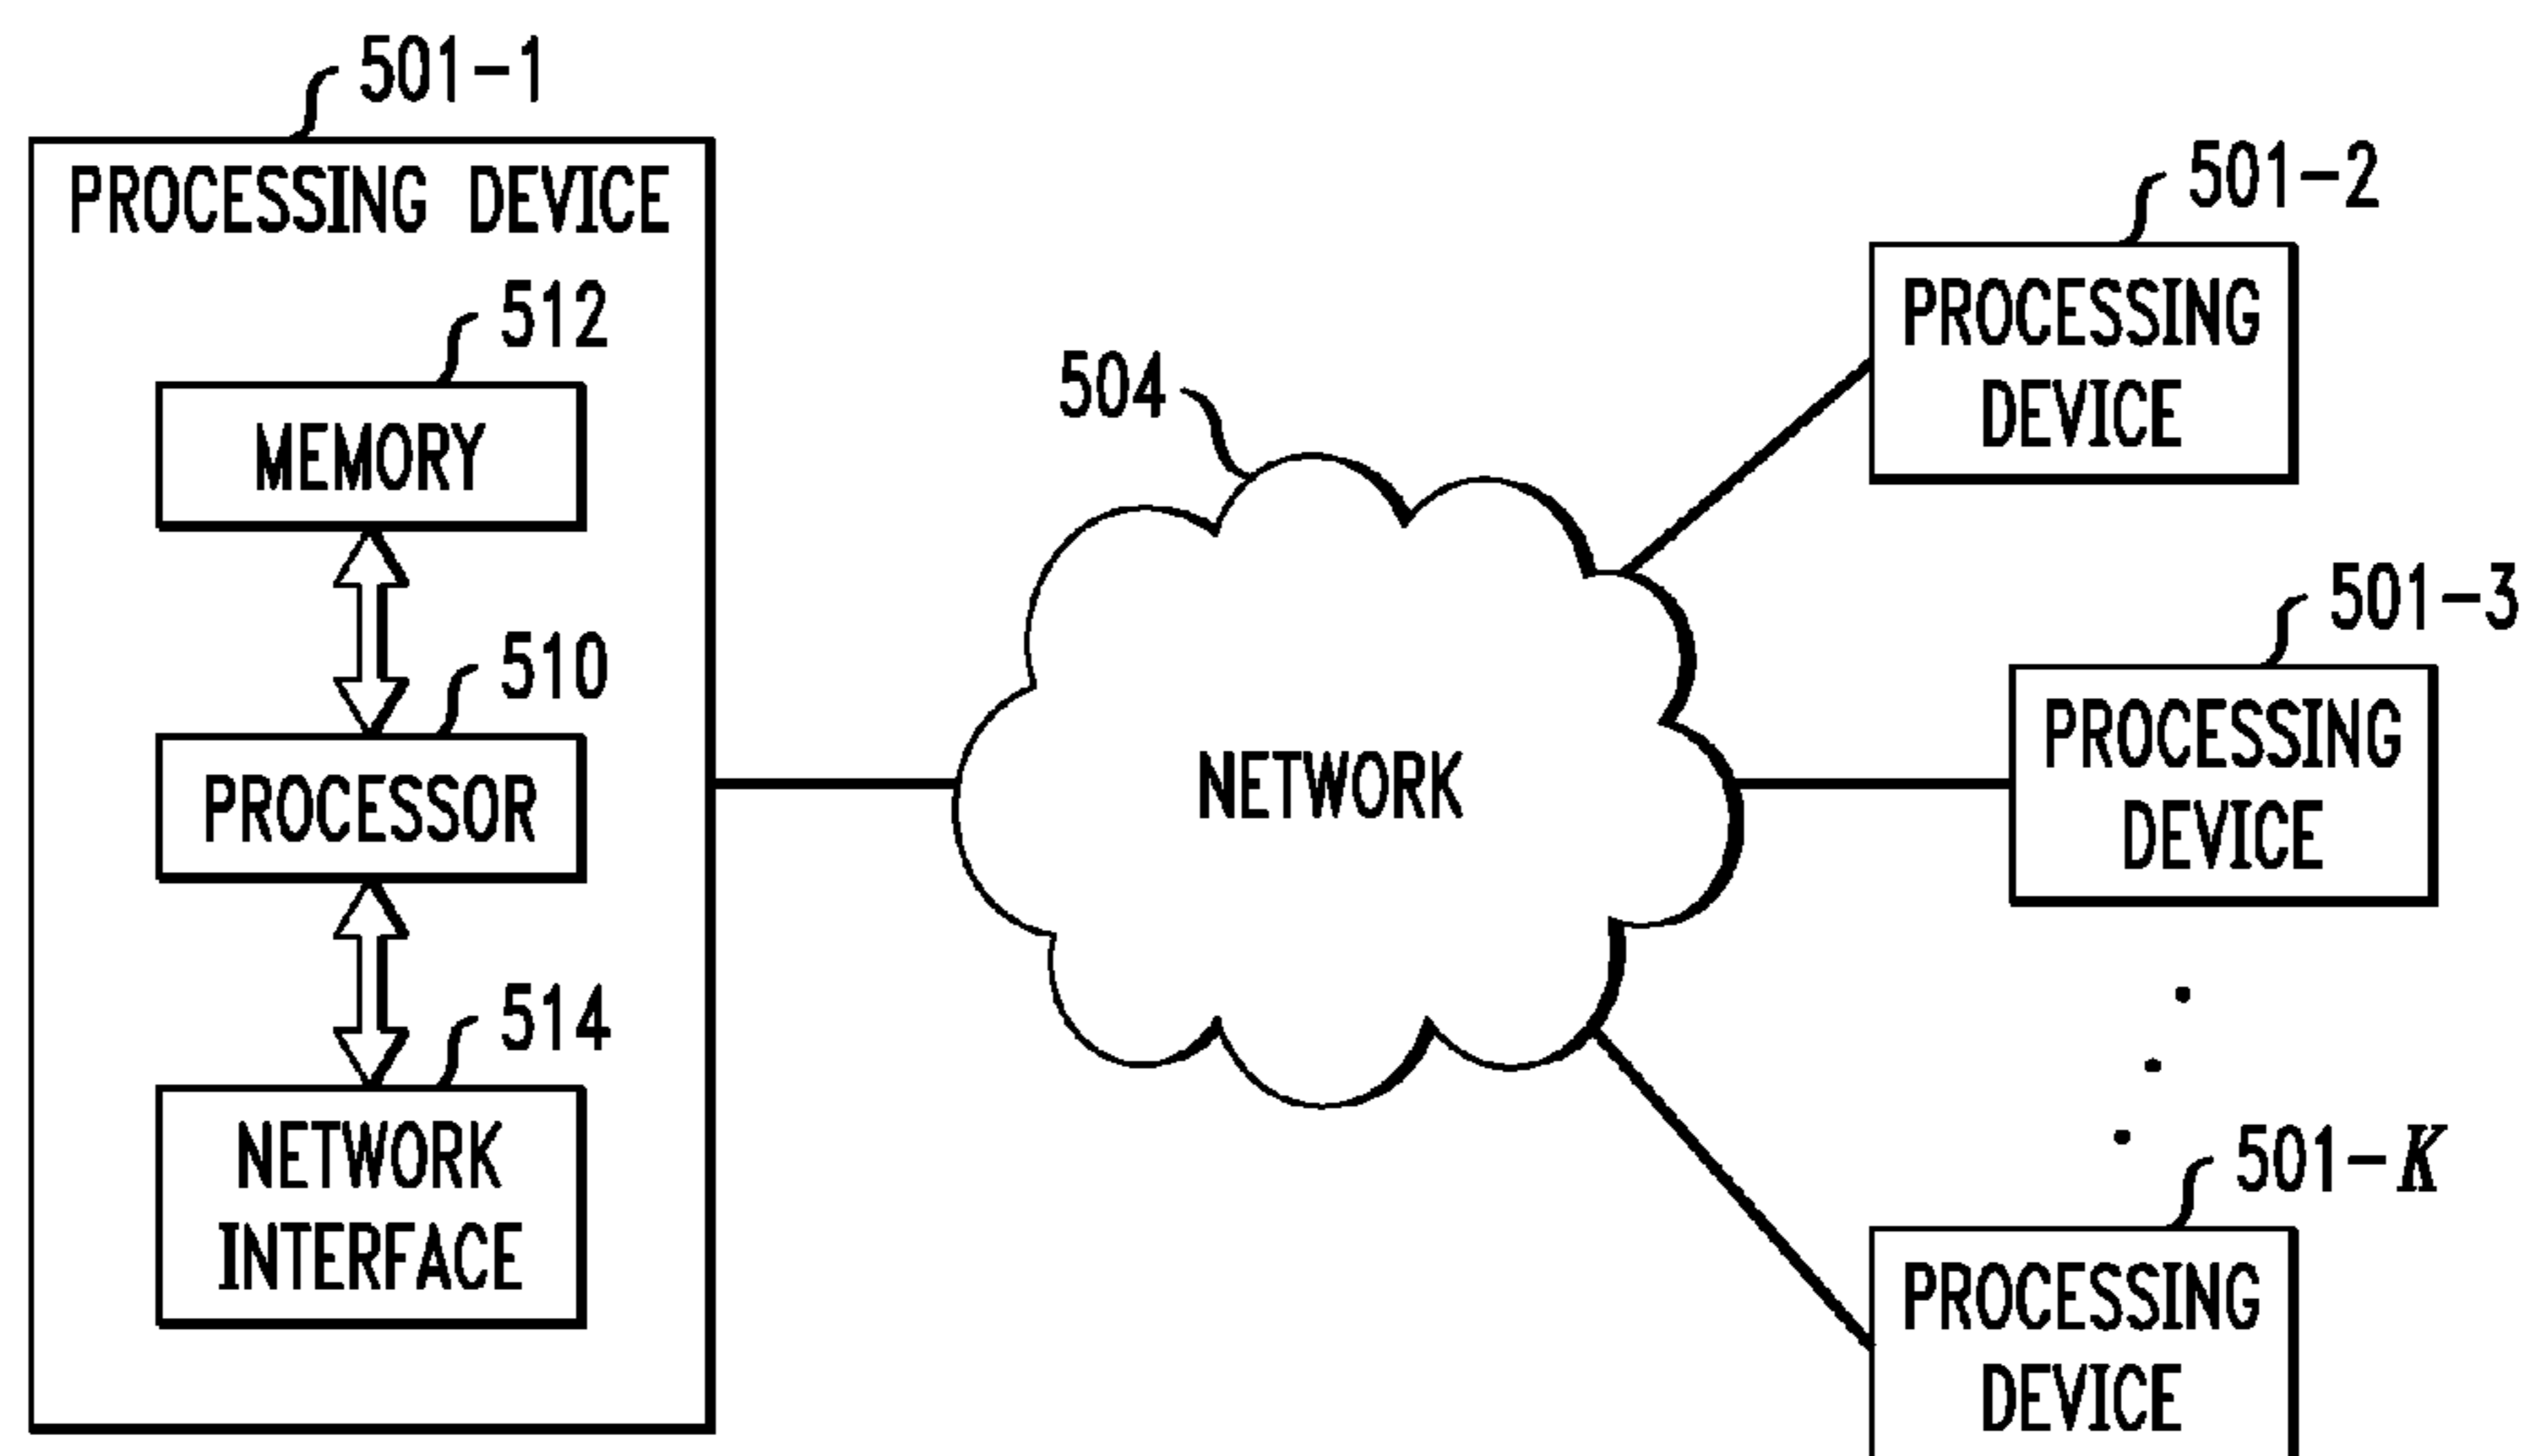 501-1
PROCESSING DEVICE
512
MEMORY
510
PROCESSOR
514
NETWORK
INTERFACE
504
NETWORK
501-2
PROCESSING
DEVICE
501-3
PROCESSING
DEVICE
501-K
PROCESSING
DEVICE